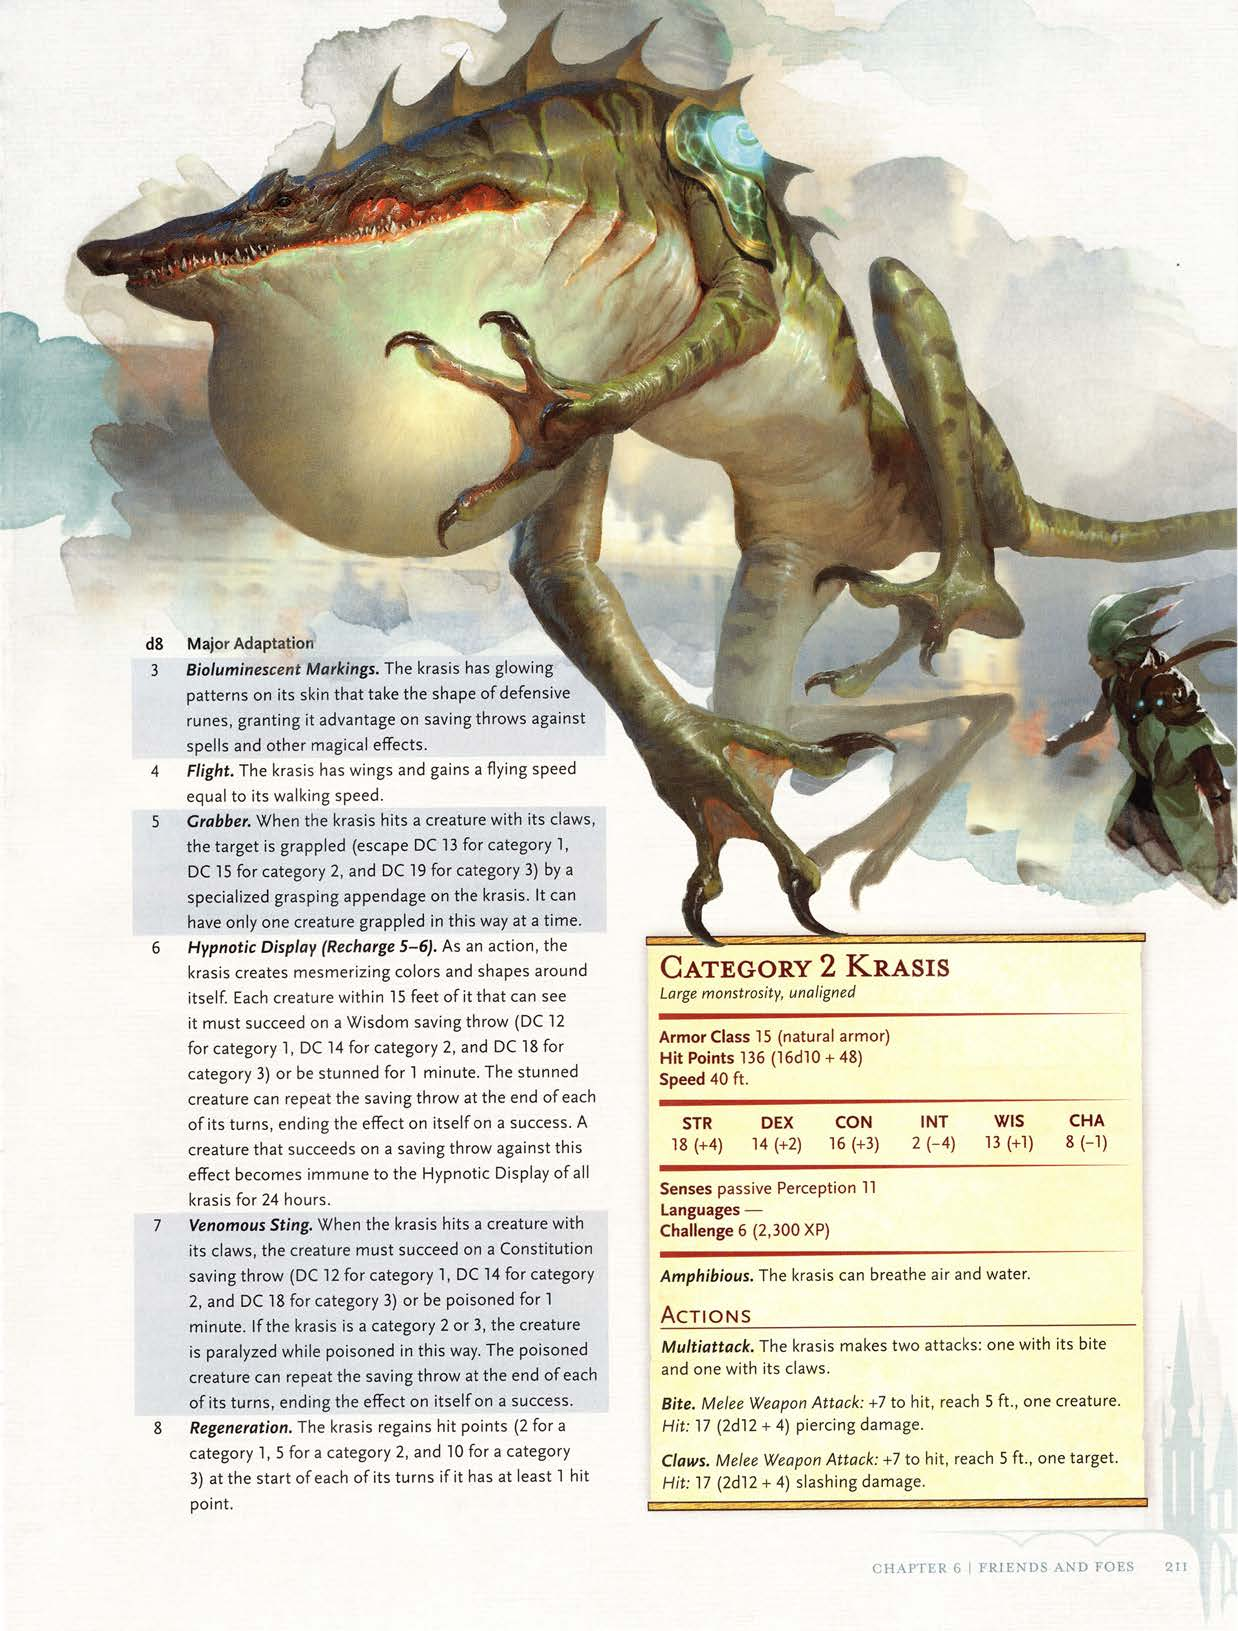 d8 Major Adaptation
3 Bioluminescent Markings. The krasis has glowing
patterns on its skin that take the shape of defensive
runes, granting it advantage on saving throws against
spells and other magical effects.
4 Flight. The krasis has wings and gains a flying speed
equal to its walking speed.
5 Grabber. When the krasis hits a creature with its claws,
the target is grappled (escape DC 13 for category 1,
DC 15 for category 2, and DC 19 for category 3) by a
specialized grasping appendage on the krasis. It can
have only one creature grappled in this way at a time.
6 Hypnotic Display (Recharge 5–6). As an action, the
krasis creates mesmerizing colors and shapes around
itself. Each creature within 15 feet of it that can see
it must succeed on a Wisdom saving throw (DC 12
for category 1, DC 14 for category 2, and DC 18 for
category 3) or be stunned for 1 minute. The stunned
creature can repeat the saving throw at the end of each
of its turns, ending the effect on itself on a success. A
creature that succeeds on a saving throw against this
effect becomes immune to the Hypnotic Display of all
krasis for 24 hours.
7 Venomous Sting. When the krasis hits a creature with
its claws, the creature must succeed on a Constitution
saving throw (DC 12 for category 1, DC 14 for category
2, and DC 18 for category 3) or be poisoned for 1
minute. If the krasis is a category 2 or 3, the creature
is paralyzed while poisoned in this way. The poisoned
creature can repeat the saving throw at the end of each
of its turns, ending the effect on itself on a success.
8 Regeneration. The krasis regains hit points (2 for a
category 1, 5 for a category 2, and 10 for a category
3) at the start of each of its turns if it has at least 1 hit
point.
Category 2 Krasis
Large monstrosity, unaligned
Armor Class 15 (natural armor)
Hit Points 136 (16d10 + 48)
Speed 40 ft.
STR DEX CON INT WIS CHA
18 (+4) 14 (+2) 16 (+3) 2 (−4) 13 (+1) 8 (−1)
Senses passive Perception 11
Languages —
Challenge 6 (2,300 XP)
Amphibious. The krasis can breathe air and water.
Actions
Multiattack. The krasis makes two attacks: one with its bite
and one with its claws.
Bite. Melee Weapon Attack: +7 to hit, reach 5 ft., one creature.
Hit: 17 (2d12 + 4) piercing damage.
Claws. Melee Weapon Attack: +7 to hit, reach 5 ft., one target.
Hit: 17 (2d12 + 4) slashing damage.
CHAPTER 6 | FRIENDS AND FOES 211